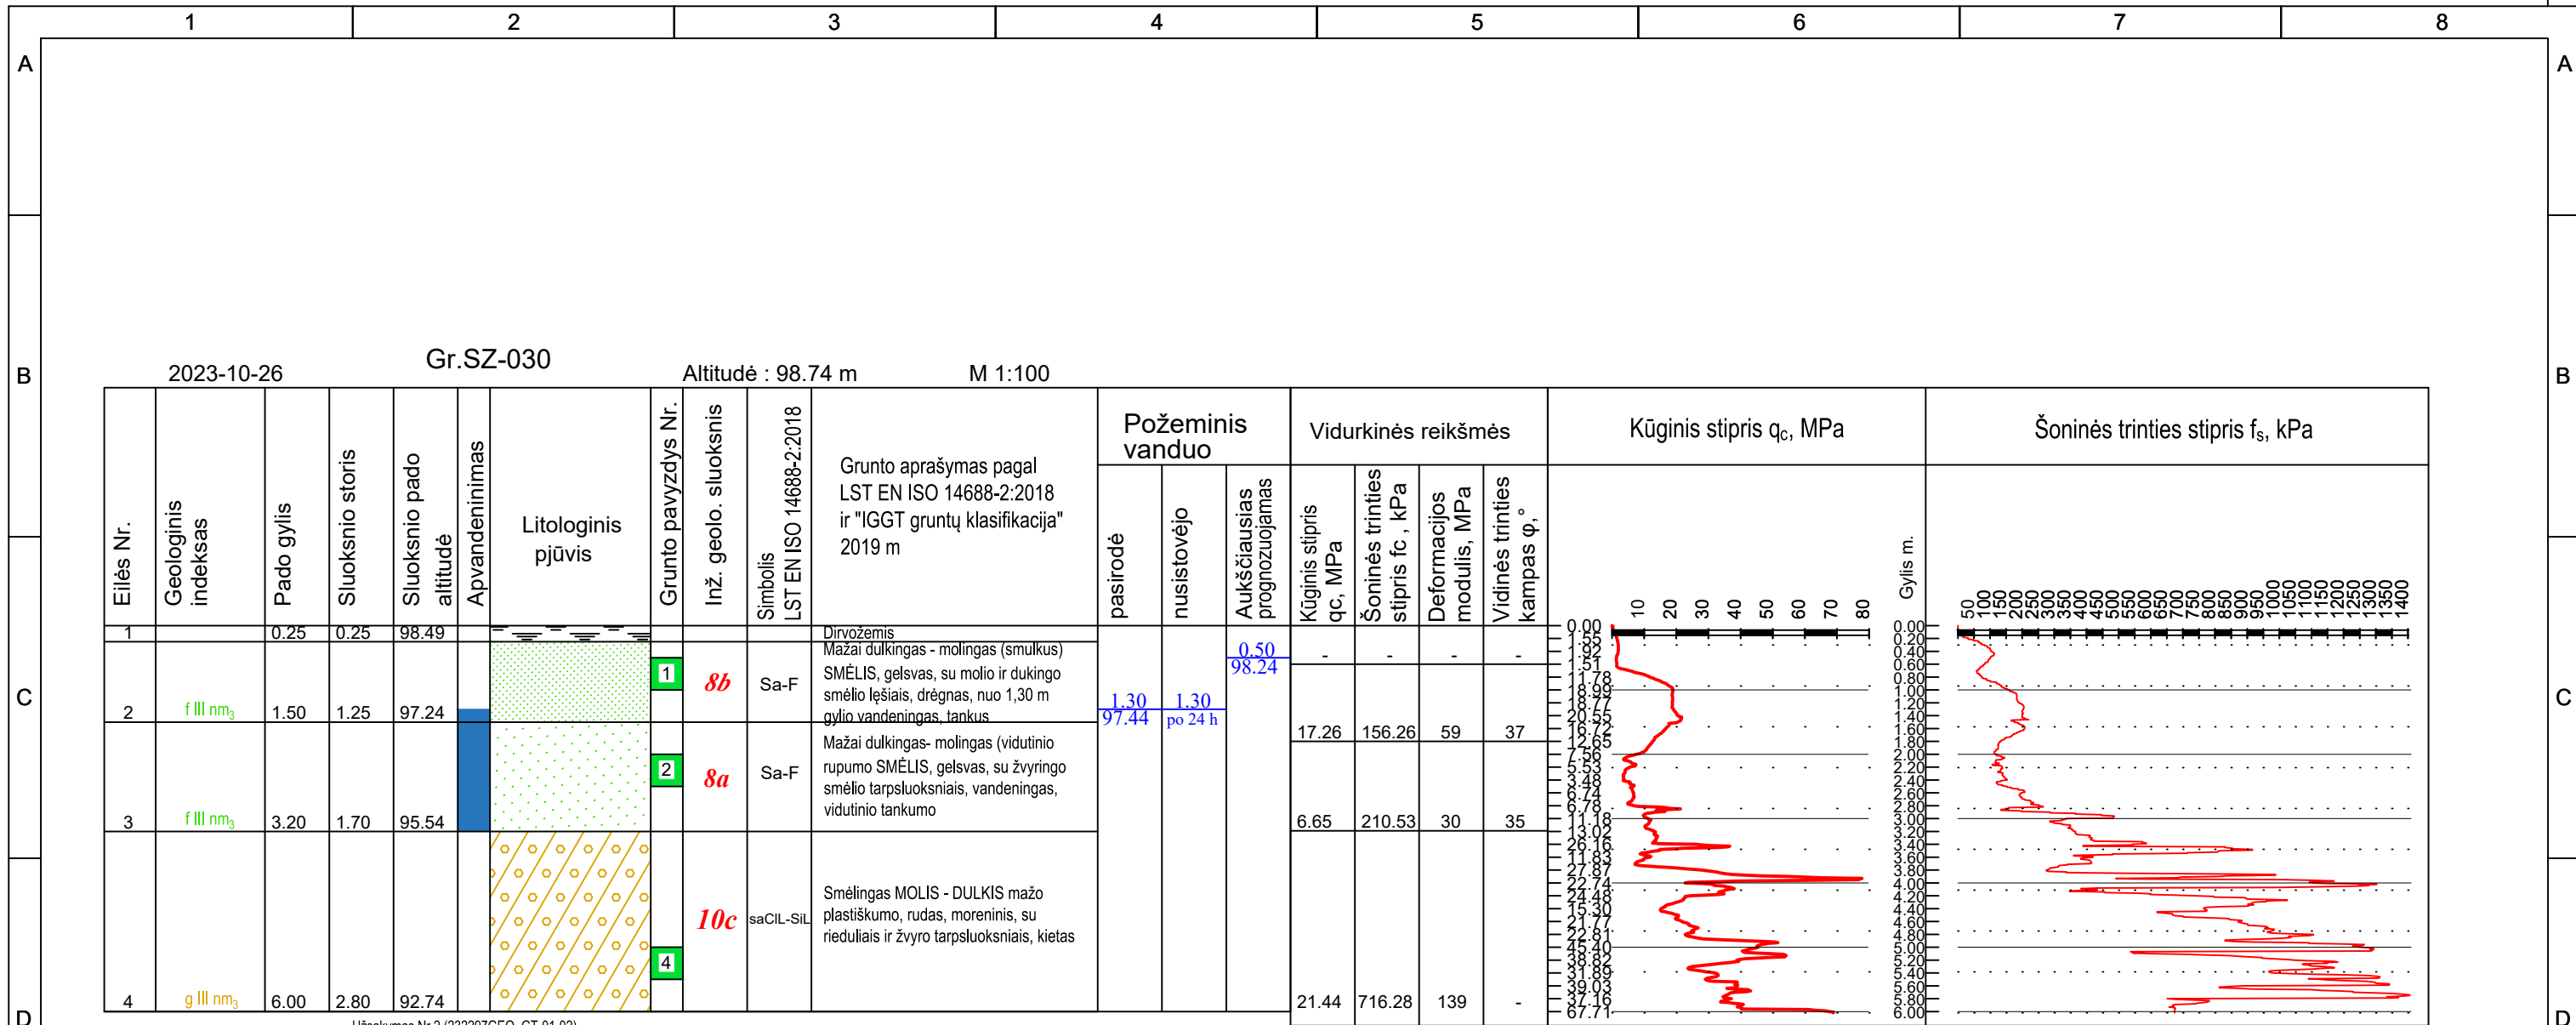 1 2 3 4 5 6 7 8
A A
B B
C C
D D
2023-10-26 Gr.SZ-030 Altitudė : 98.74 m M 1:100
Eilės Nr.
Geologinis indeksas
Pado gylis
Sluoksnio storis
Sluoksnio pado altitudė
Apvandeninimas
Litologinis
pjūvis
Grunto pavyzdys Nr.
Inž. geolo. sluoksnis
Simbolis
LST EN ISO 14688-2:2018
Grunto aprašymas pagal
LST EN ISO 14688-2:2018
ir "IGGT gruntų klasifikacija"
2019 m
Požeminis
vanduo
pasirodė
nusistovėjo
Aukščiausias
prognozuojamas
Vidurkinės reikšmės
Kūginis stipris
qc, MPa
Šoninės trinties
stipris fc , kPa
Deformacijos
modulis, MPa
Vidinės trinties
kampas φ,°
Kūginis stipris qc, MPa
10 20 30 40 50 60 70 80
Gylis m.
Šoninės trinties stipris fs, kPa
50 100 150 200 250 300 350 400 450 500 550 600 650 700 750 800 850 900 950 1000 1050 1100 1150 1200 1250 1300 1350 1400
1 0.25 0.25 98.49 Dirvožemis
2 f III nm3 1.50 1.25 97.24 1 8b Sa-F
Mažai dulkingas - molingas (smulkus)
SMĖLIS, gelsvas, su molio ir dukingo
smėlio lęšiais, drėgnas, nuo 1,30 m
gylio vandeningas, tankus
1.30
97.44
1.30
po 24 h
0.50
98.24
- - - -
17.26 156.26 59 37
3 f III nm3 3.20 1.70 95.54 2 8a Sa-F
Mažai dulkingas- molingas (vidutinio
rupumo SMĖLIS, gelsvas, su žvyringo
smėlio tarpsluoksniais, vandeningas,
vidutinio tankumo
6.65 210.53 30 35
4 g III nm3 6.00 2.80 92.74 4 10c saClL-SiL
Smėlingas MOLIS - DULKIS mažo
plastiškumo, rudas, moreninis, su
rieduliais ir žvyro tarpsluoksniais, kietas
21.44 716.28 139 -
0.00
1.55
1.92
1.51
11.78
18.99
18.77
20.55
16.72
12.65
7.56
5.53
3.48
6.74
6.78
11.18
13.02
26.16
11.83
27.87
22.74
24.48
15.30
21.77
22.81
45.40
38.82
31.89
39.03
37.16
67.71
0.00
0.20
0.40
0.60
0.80
1.00
1.20
1.40
1.60
1.80
2.00
2.20
2.40
2.60
2.80
3.00
3.20
3.40
3.60
3.80
4.00
4.20
4.40
4.60
4.80
5.00
5.20
5.40
5.60
5.80
6.00